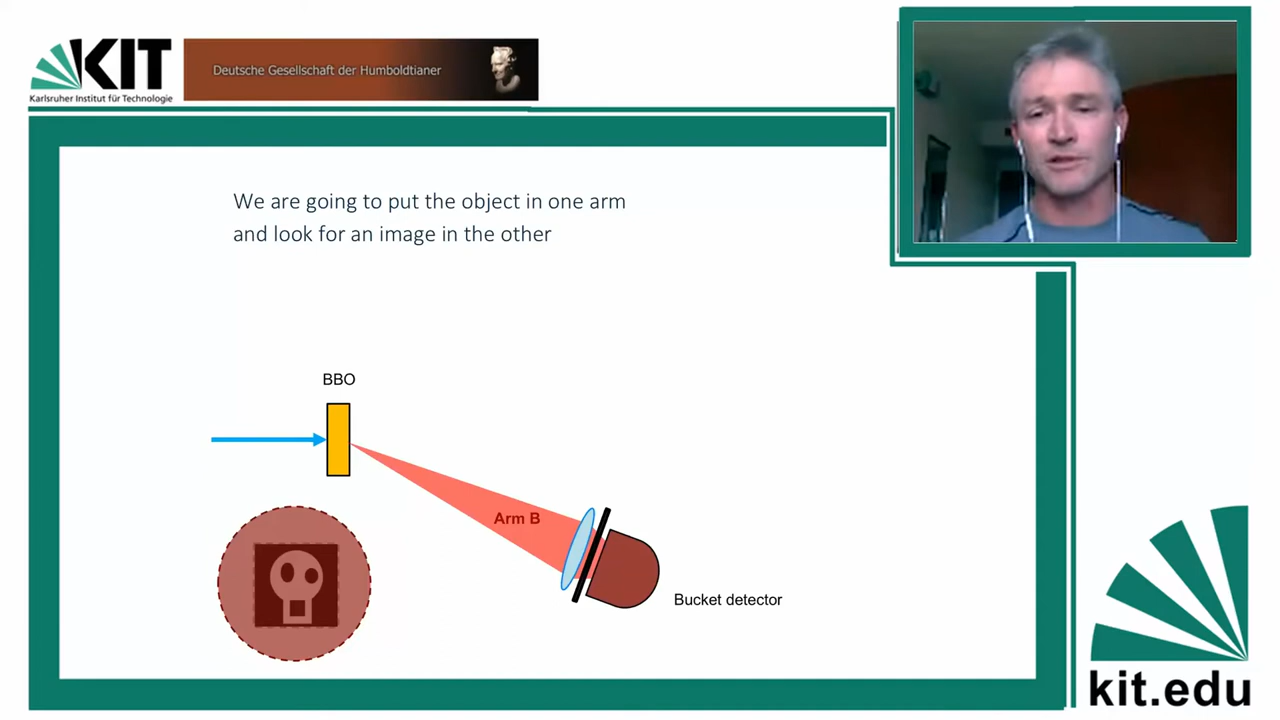 KIT
Karlsruher Institut für Technologie
Deutsche Gesellschaft der Humboldtianer
We are going to put the object in one arm
and look for an image in the other
BBO
Arm B
Bucket detector
kit.edu